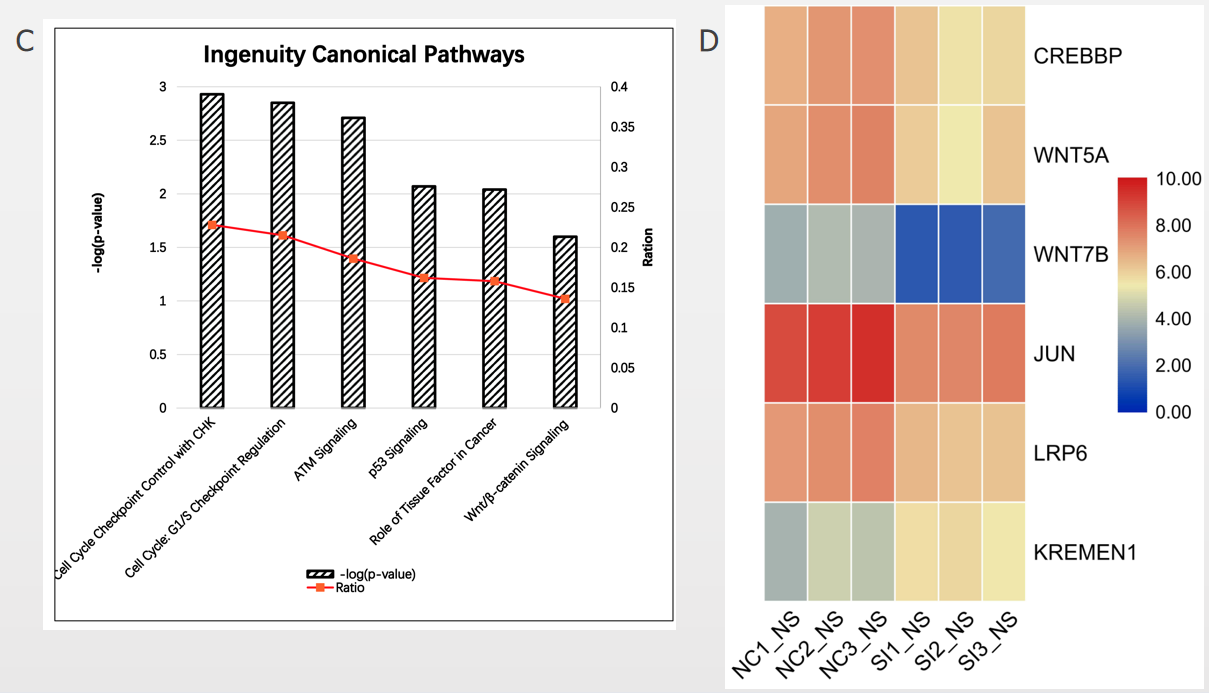 C
Ingenuity Canonical Pathways
3
2.5
2
1.5
1
0.5
0
-log(p-value)
0.4
0.35
0.3
0.25
0.2
0.15
0.1
0.05
0
Ration
Cell Cycle Checkpoint Control with CHK
Cell Cycle: G1/S Checkpoint Regulation
ATM Signaling
p53 Signaling
Role of Tissue Factor in Cancer
Wnt/β-catenin Signaling
-log(p-value)
Ratio
D
CREBBP
WNT5A
WNT7B
JUN
LRP6
KREMEN1
10.00
8.00
6.00
4.00
2.00
0.00
NC1_NS
NC2_NS
NC3_NS
SI1_NS
SI2_NS
SI3_NS